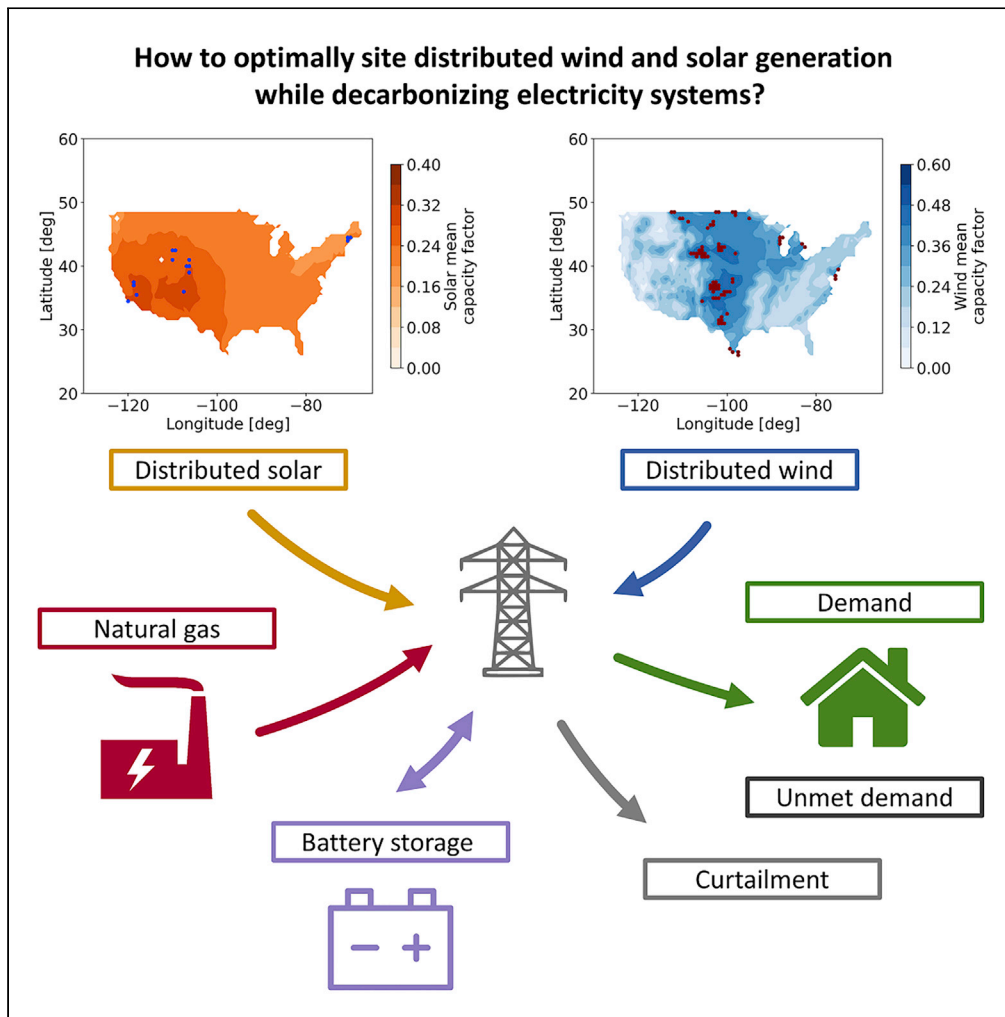 How to optimally site distributed wind and solar generation
while decarbonizing electricity systems?
60
50
40
30
20
Latitude [deg]
−120
−100
−80
Longitude [deg]
0.40
0.32
0.24
0.16
0.08
0.00
Solar mean
capacity factor
60
50
40
30
20
Latitude [deg]
−120
−100
−80
Longitude [deg]
0.60
0.48
0.36
0.24
0.12
0.00
Wind mean
capacity factor
Distributed solar
Distributed wind
Natural gas
Demand
Battery storage
Unmet demand
Curtailment